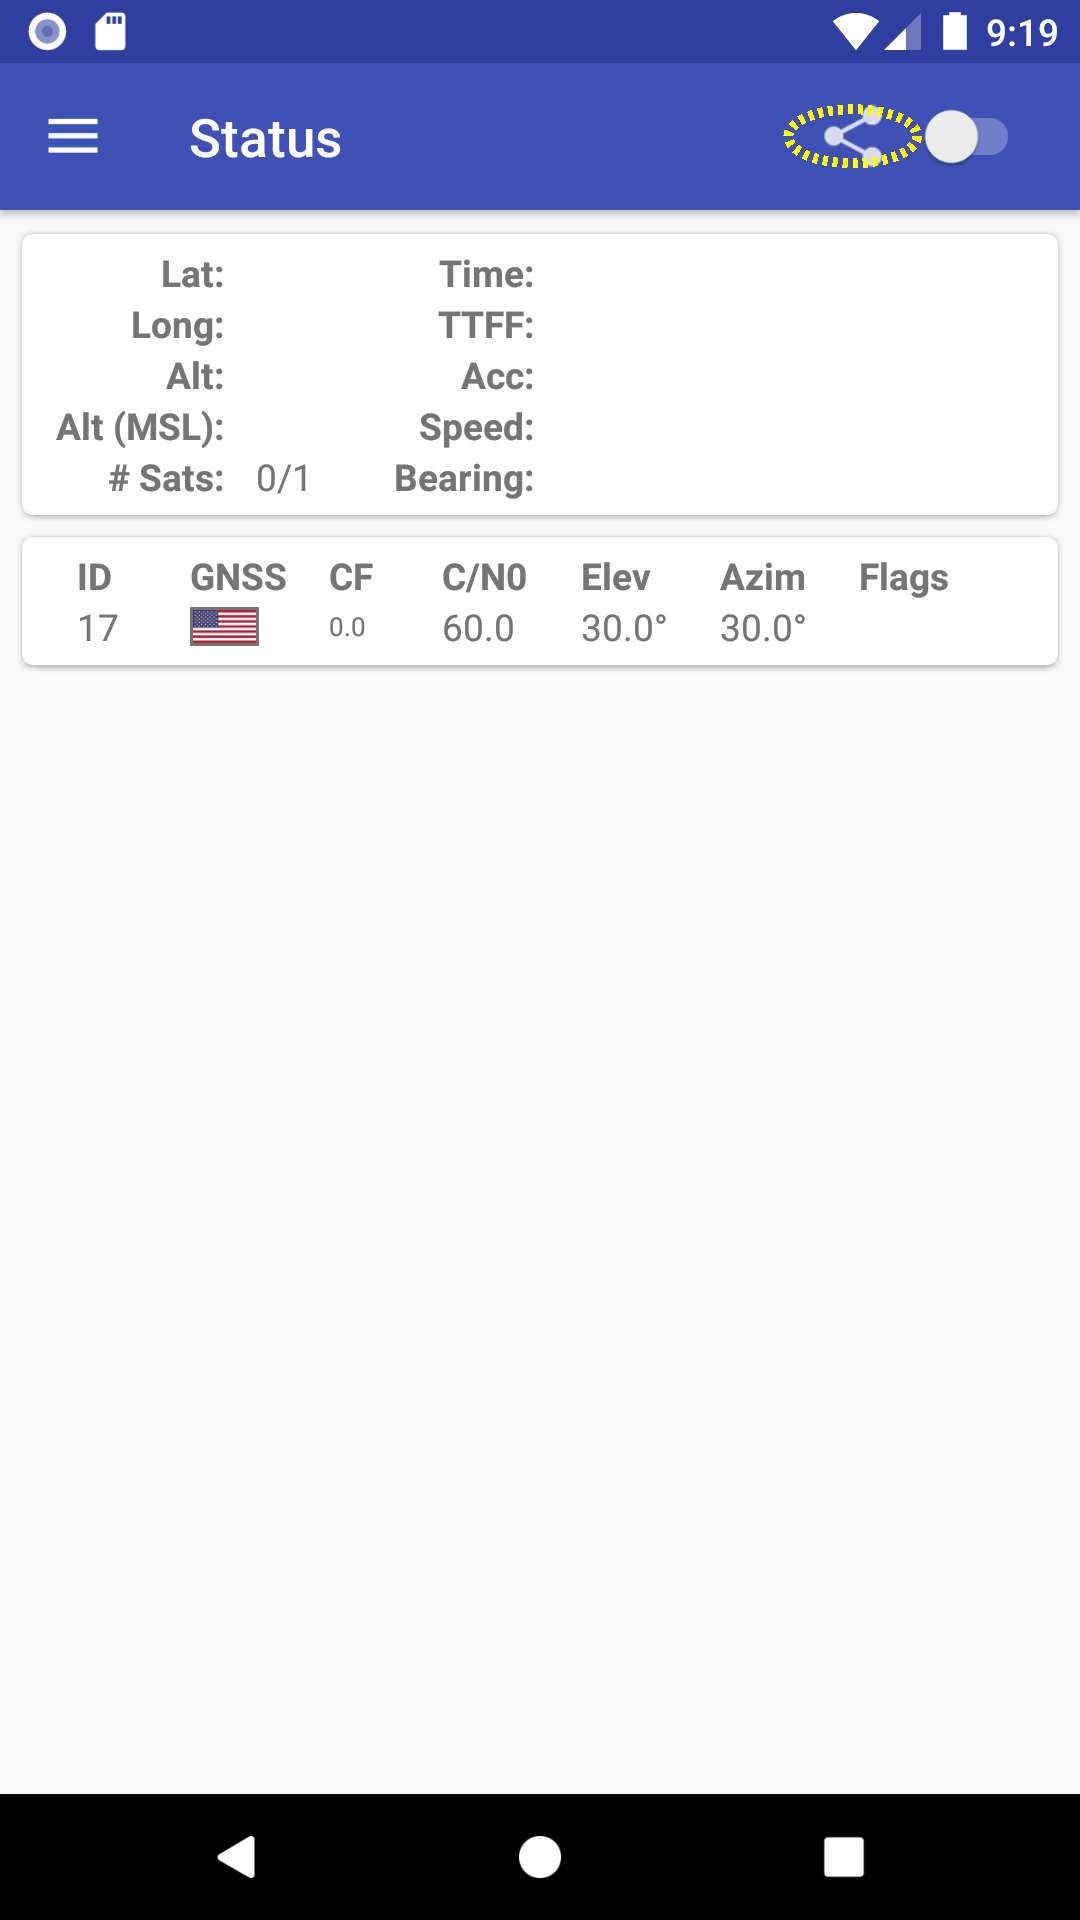 9:19
Status
Lat: Time:
Long: TTFF:
Alt: Acc:
Alt (MSL): Speed:
# Sats: 0/1 Bearing:
ID GNSS CF C/N0 Elev Azim Flags
17 0.0 60.0 30.0° 30.0°